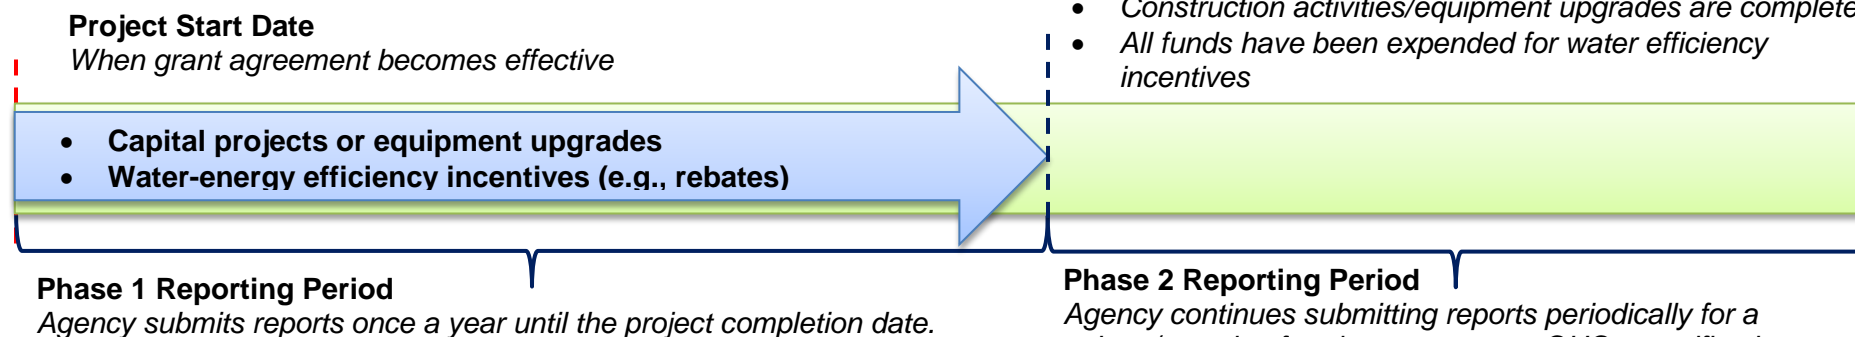 Project Start Date
When grant agreement becomes effective
• Construction activities/equipment upgrades are complete
• All funds have been expended for water efficiency
incentives
• Capital projects or equipment upgrades
• Water-energy efficiency incentives (e.g., rebates)
Phase 1 Reporting Period
Agency submits reports once a year until the project completion date.
Phase 2 Reporting Period
Agency continues submitting reports periodically for a